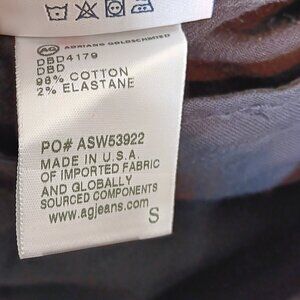 AG ADRIANO GOLDSCHMIED
DBD4179
DBD
98% COTTON
2% ELASTANE
PO# ASW53922
MADE IN U.S.A.
OF IMPORTED FABRIC
AND GLOBALLY
SOURCED COMPONENTS
www.agjeans.com
S